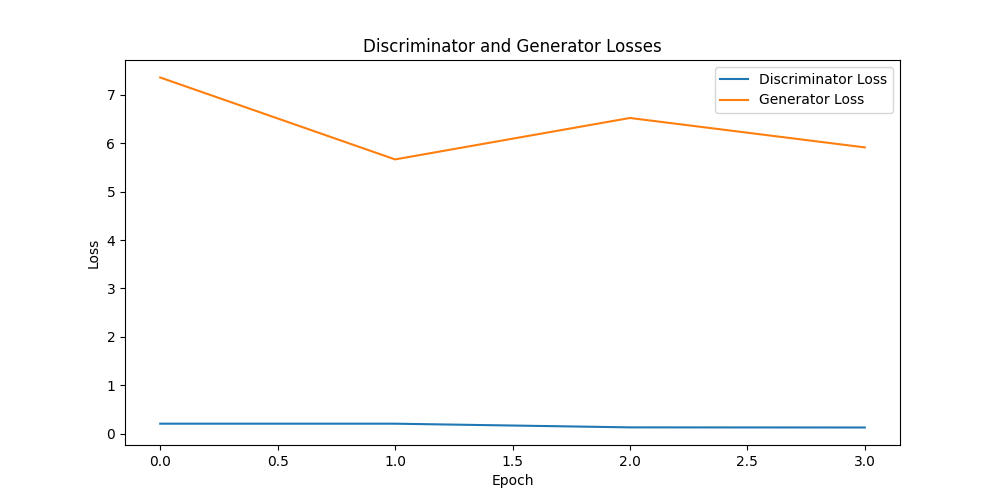 Discriminator and Generator Losses
Discriminator Loss
Generator Loss
Loss
7
6
5
4
3
2
1
0
0.0 0.5 1.0 1.5 2.0 2.5 3.0
Epoch